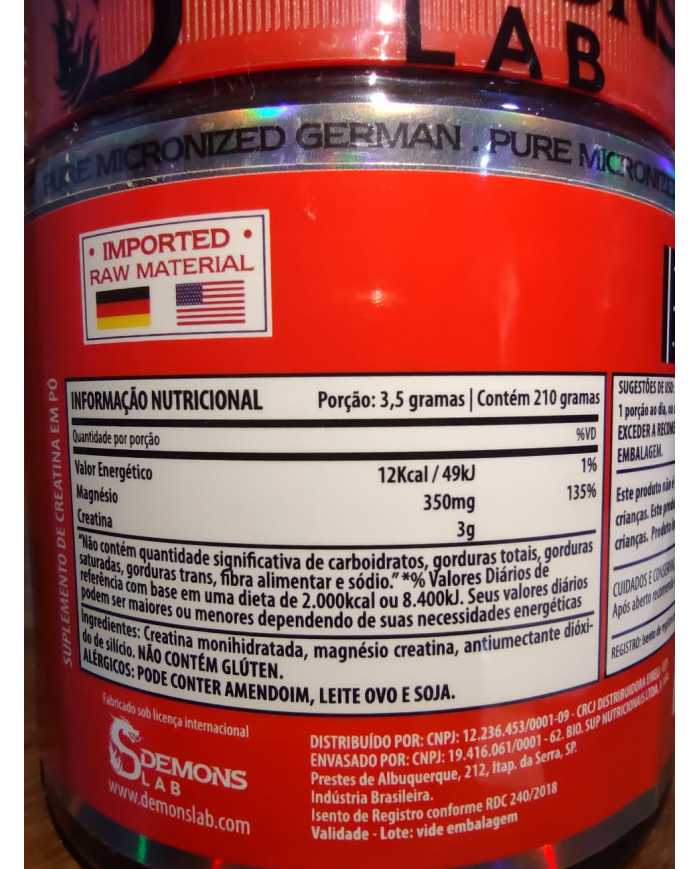 LAB
PURE MICRONIZED GERMAN . PURE
IMPORTED
RAW MATERIAL
SUPLEMENTO DE CREATINA EM PÓ
INFORMAÇÃO NUTRICIONAL Porção: 3,5 gramas | Contém 210 gramas
Quantidade por porção %VD
Valor Energético 12Kcal / 49kJ 1%
Magnésio 350mg 135%
Creatina 3g
"Não contém quantidade significativa de carboidratos, gorduras totais, gorduras
saturadas, gorduras trans, fibra alimentar e sódio." *% Valores Diários de
referência com base em uma dieta de 2.000kcal ou 8.400kJ. Seus valores diários
podem ser maiores ou menores dependendo de suas necessidades energéticas
Ingredientes: Creatina monihidratada, magnésio creatina, antiumectante dióxi-
do de silício. NÃO CONTÉM GLÚTEN.
ALÉRGICOS: PODE CONTER AMENDOIM, LEITE OVO E SOJA.
SUGESTÕES DE USO:
1 porção ao dia, ou
EXCEDER A
EMBALAGEM.
Este produto não
crianças. Este
crianças. Produto
CUIDADOS E
Após aberto
REGISTRO: Isento de
Fabricado sob licença internacional
DEMONS
LAB
www.demonslab.com
DISTRIBUÍDO POR: CNPJ: 12.236.453/0001-09 - CRCJ DISTRIBUIDORA
ENVASADO POR: CNPJ: 19.416.061/0001-62. BIO. SUP NUTRICIONAIS LTDA.
Prestes de Albuquerque, 212, Itap. da Serra, SP.
Indústria Brasileira.
Isento de Registro conforme RDC 240/2018
Validade - Lote: vide embalagem